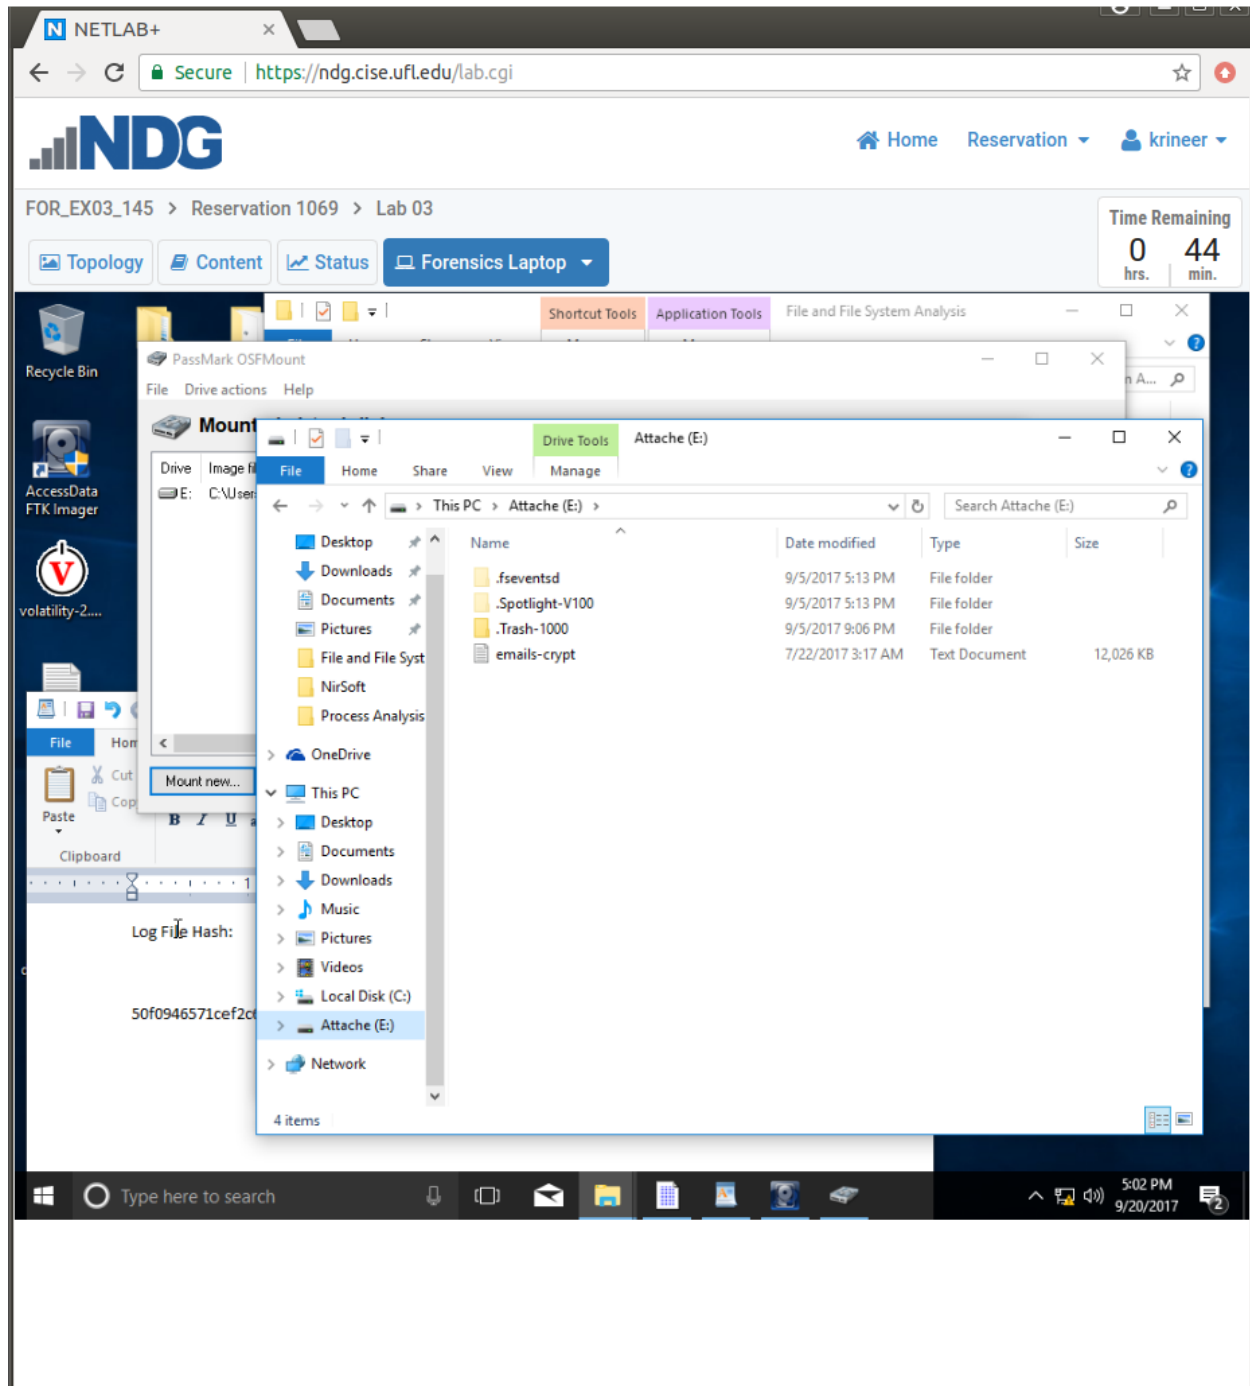 NETLAB+
Secure | https://ndg.cise.ufl.edu/lab.cgi
NDG
Home Reservation krineer
FOR_EX03_145 > Reservation 1069 > Lab 03
Time Remaining
0 44
hrs. min.
Topology Content Status Forensics Laptop
Shortcut Tools Application Tools File and File System Analysis
Recycle Bin
PassMark OSFMount
File Drive actions Help
n A...
Mount
Drive Tools Attache (E:)
Drive Image fi
File Home Share View Manage
E: C:\User
This PC > Attache (E:) >
Search Attache (E:)
AccessData
FTK Imager
Name Date modified Type Size
Desktop
Downloads
Documents
Pictures
File and File Syst
NirSoft
Process Analysis
OneDrive
This PC
Desktop
Documents
Downloads
Music
Pictures
Videos
Local Disk (C:)
Attache (E:)
Network
.fseventsd 9/5/2017 5:13 PM File folder
.Spotlight-V100 9/5/2017 5:13 PM File folder
.Trash-1000 9/5/2017 9:06 PM File folder
emails-crypt 7/22/2017 3:17 AM Text Document 12,026 KB
4 items
volatility-2....
File Hom
Cut
Cop
Paste
B I U
Clipboard
Mount new...
1
Log File Hash:
50f0946571cef2c
Type here to search
5:02 PM
9/20/2017
2